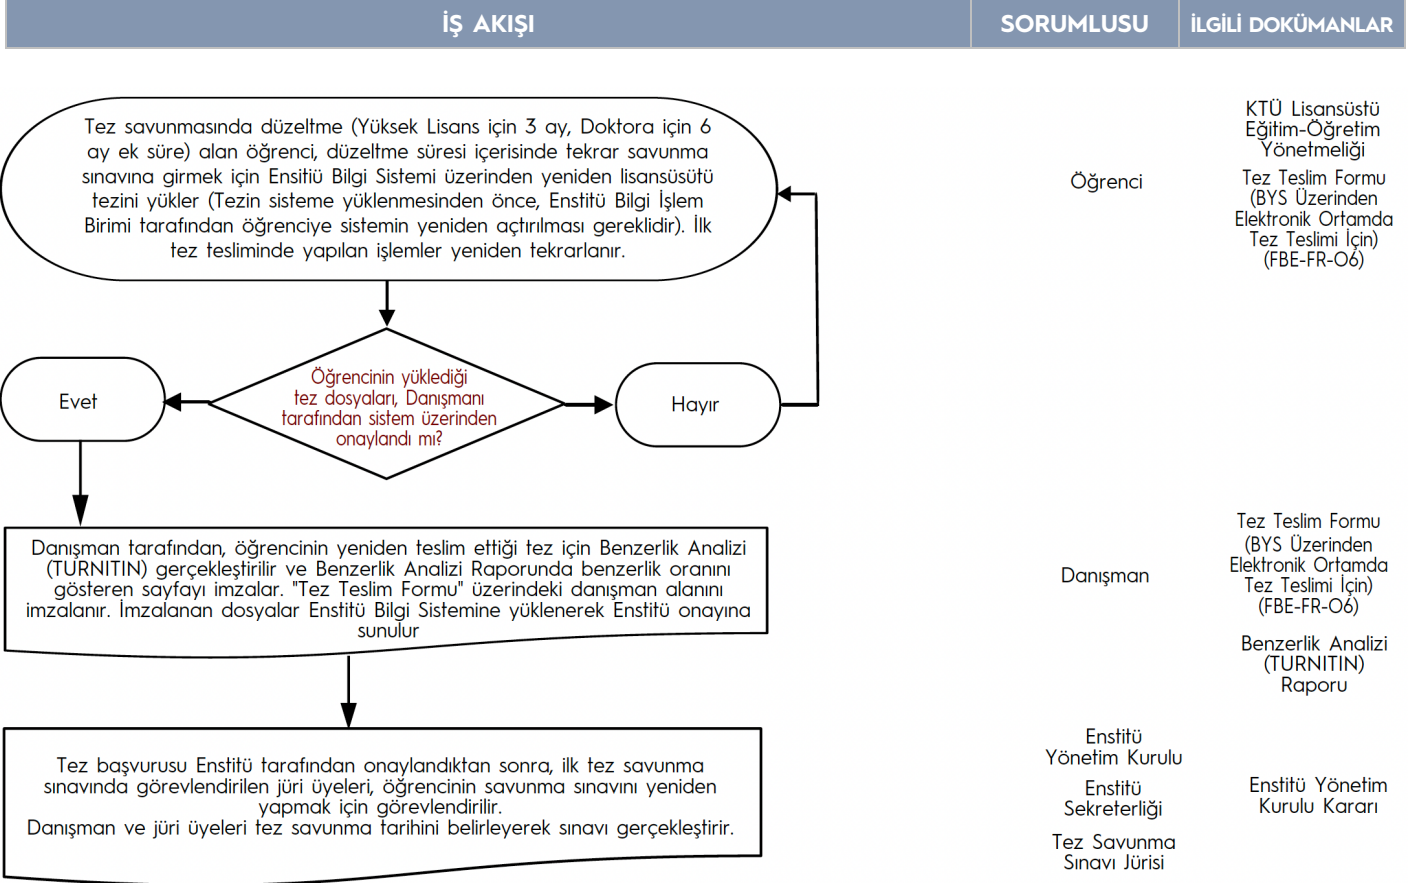 İŞ AKIŞI
SORUMLUSU
İLGİLİ DOKÜMANLAR
Tez savunmasında düzeltme (Yüksek Lisans için 3 ay, Doktora için 6
ay ek süre) alan öğrenci, düzeltme süresi içerisinde tekrar savunma
sınavına girmek için Ensitiü Bilgi Sistemi üzerinden yeniden lisansüsütü
tezini yükler (Tezin sisteme yüklenmesinden önce, Enstitü Bilgi İşlem
Birimi tarafından öğrenciye sistemin yeniden açtırılması gereklidir). İlk
tez tesliminde yapılan işlemler yeniden tekrarlanır.
Öğrenci
KTÜ Lisansüstü
Eğitim-Öğretim
Yönetmeliği
Tez Teslim Formu
(BYS Üzerinden
Elektronik Ortamda
Tez Teslimi İçin)
(FBE-FR-06)
Öğrencinin yüklediği
tez dosyaları, Danışmanı
tarafından sistem üzerinden
onaylandı mı?
Evet
Hayır
Danışman tarafından, öğrencinin yeniden teslim ettiği tez için Benzerlik Analizi
(TURNITIN) gerçekleştirilir ve Benzerlik Analizi Raporunda benzerlik oranını
gösteren sayfayı imzalar. "Tez Teslim Formu" üzerindeki danışman alanını
imzalanır. İmzalanan dosyalar Enstitü Bilgi Sistemine yüklenerek Enstitü onayına
sunulur
Danışman
Tez Teslim Formu
(BYS Üzerinden
Elektronik Ortamda
Tez Teslimi İçin)
(FBE-FR-06)
Benzerlik Analizi
(TURNITIN)
Raporu
Tez başvurusu Enstitü tarafından onaylandıktan sonra, ilk tez savunma
sınavında görevlendirilen jüri üyeleri, öğrencinin savunma sınavını yeniden
yapmak için görevlendirilir.
Danışman ve jüri üyeleri tez savunma tarihini belirleyerek sınavı gerçekleştirir.
Enstitü
Yönetim Kurulu
Enstitü
Sekreterliği
Tez Savunma
Sınavı Jürisi
Enstitü Yönetim
Kurulu Kararı